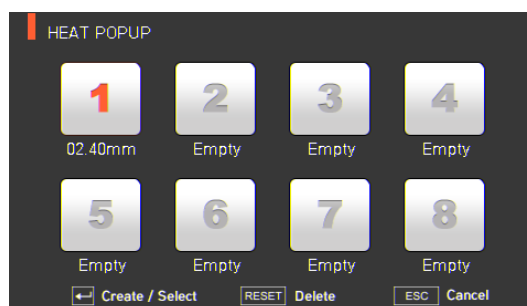 HEAT POPUP
1 2 3 4
02.40mm Empty Empty Empty
5 6 7 8
Empty Empty Empty Empty
Create / Select RESET Delete ESC Cancel